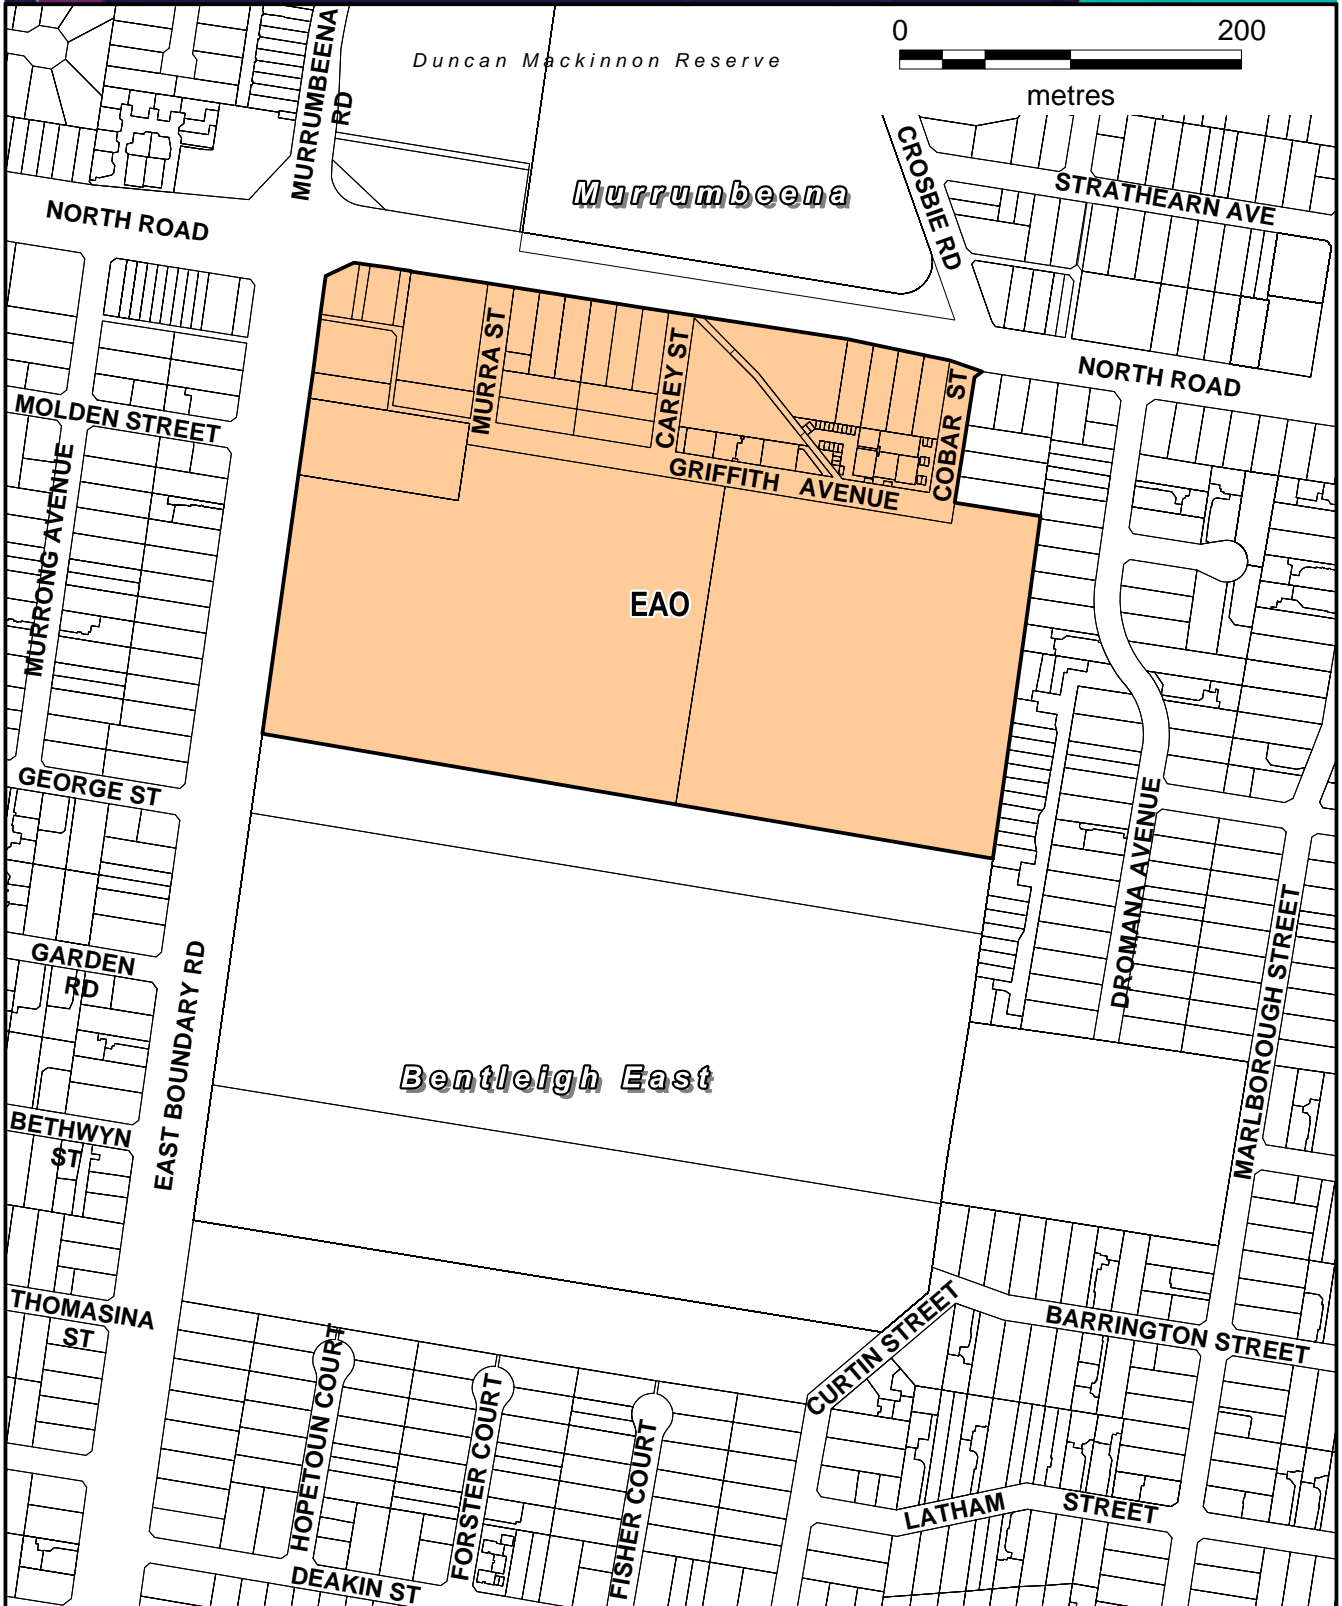 0 200
metres
Duncan Mackinnon Reserve
MURRUMBEENA
RD
Murrumbeena
CROSBIE RD
STRATHEARN AVE
NORTH ROAD
NORTH ROAD
MOLDEN STREET
MURRA ST
CAREY ST
COBAR ST
GRIFFITH AVENUE
MURRONG AVENUE
EAO
GEORGE ST
DROMANA AVENUE
GARDEN
RD
EAST BOUNDARY RD
MARLBOROUGH STREET
Bentleigh East
BETHWYN
ST
THOMASINA
ST
CURTIN STREET
BARRINGTON STREET
HOPETOUN COURT
FORSTER COURT
FISHER COURT
LATHAM STREET
DEAKIN ST